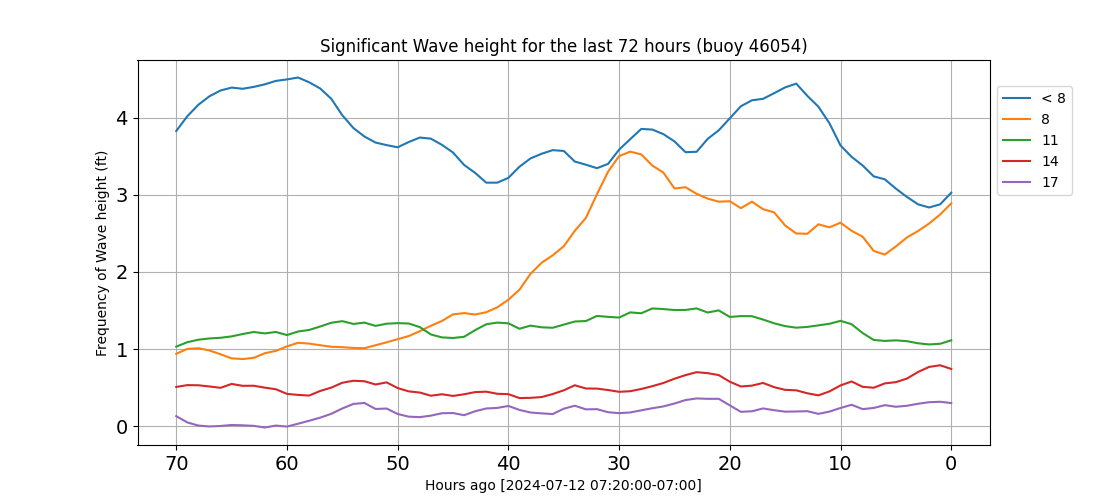 Significant Wave height for the last 72 hours (buoy 46054)
Frequency of Wave height (ft)
4
3
2
1
0
70 60 50 40 30 20 10 0
Hours ago [2024-07-12 07:20:00-07:00]
< 8
8
11
14
17